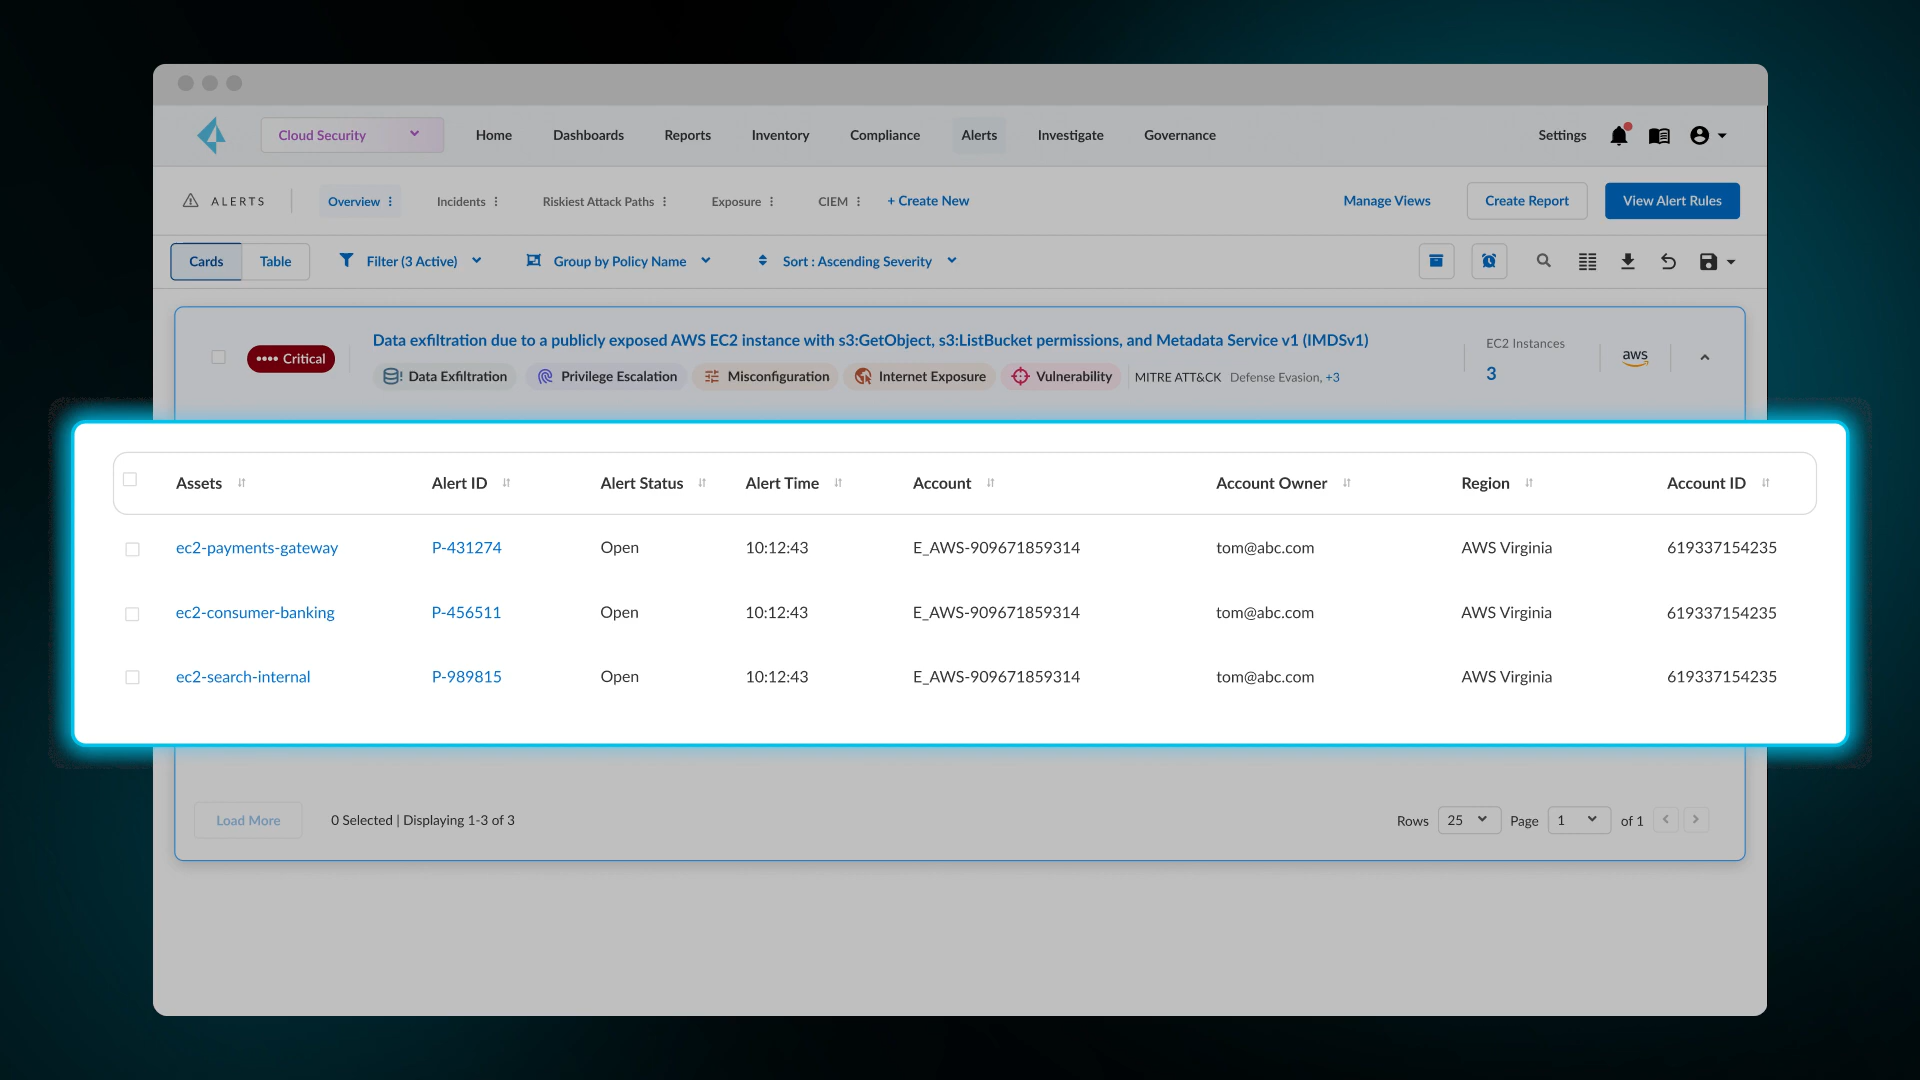 Cloud Security Home Dashboards Reports Inventory Compliance Alerts Investigate Governance Settings
ALERTS Overview Incidents Riskiest Attack Paths Exposure CIEM + Create New Manage Views Create Report View Alert Rules
Cards Table Filter (3 Active) Group by Policy Name Sort : Ascending Severity
Critical
Data exfiltration due to a publicly exposed AWS EC2 instance with s3:GetObject, s3:ListBucket permissions, and Metadata Service v1 (IMDSv1)
Data Exfiltration Privilege Escalation Misconfiguration Internet Exposure Vulnerability MITRE ATT&CK Defense Evasion, +3
EC2 Instances
3
aws
Assets Alert ID Alert Status Alert Time Account Account Owner Region Account ID
ec2-payments-gateway P-431274 Open 10:12:43 E_AWS-909671859314 tom@abc.com AWS Virginia 619337154235
ec2-consumer-banking P-456511 Open 10:12:43 E_AWS-909671859314 tom@abc.com AWS Virginia 619337154235
ec2-search-internal P-989815 Open 10:12:43 E_AWS-909671859314 tom@abc.com AWS Virginia 619337154235
Load More 0 Selected | Displaying 1-3 of 3 Rows 25 Page 1 of 1